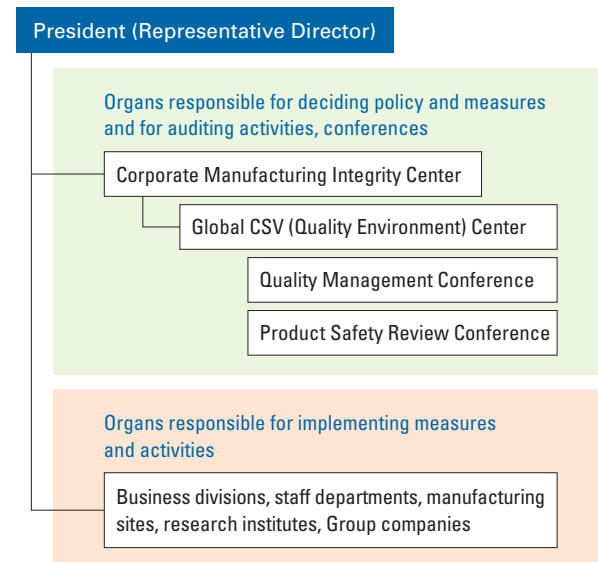 President (Representative Director)
Organs responsible for deciding policy and measures
and for auditing activities, conferences
Corporate Manufacturing Integrity Center
Global CSV (Quality Environment) Center
Quality Management Conference
Product Safety Review Conference
Organs responsible for implementing measures
and activities
Business divisions, staff departments, manufacturing
sites, research institutes, Group companies